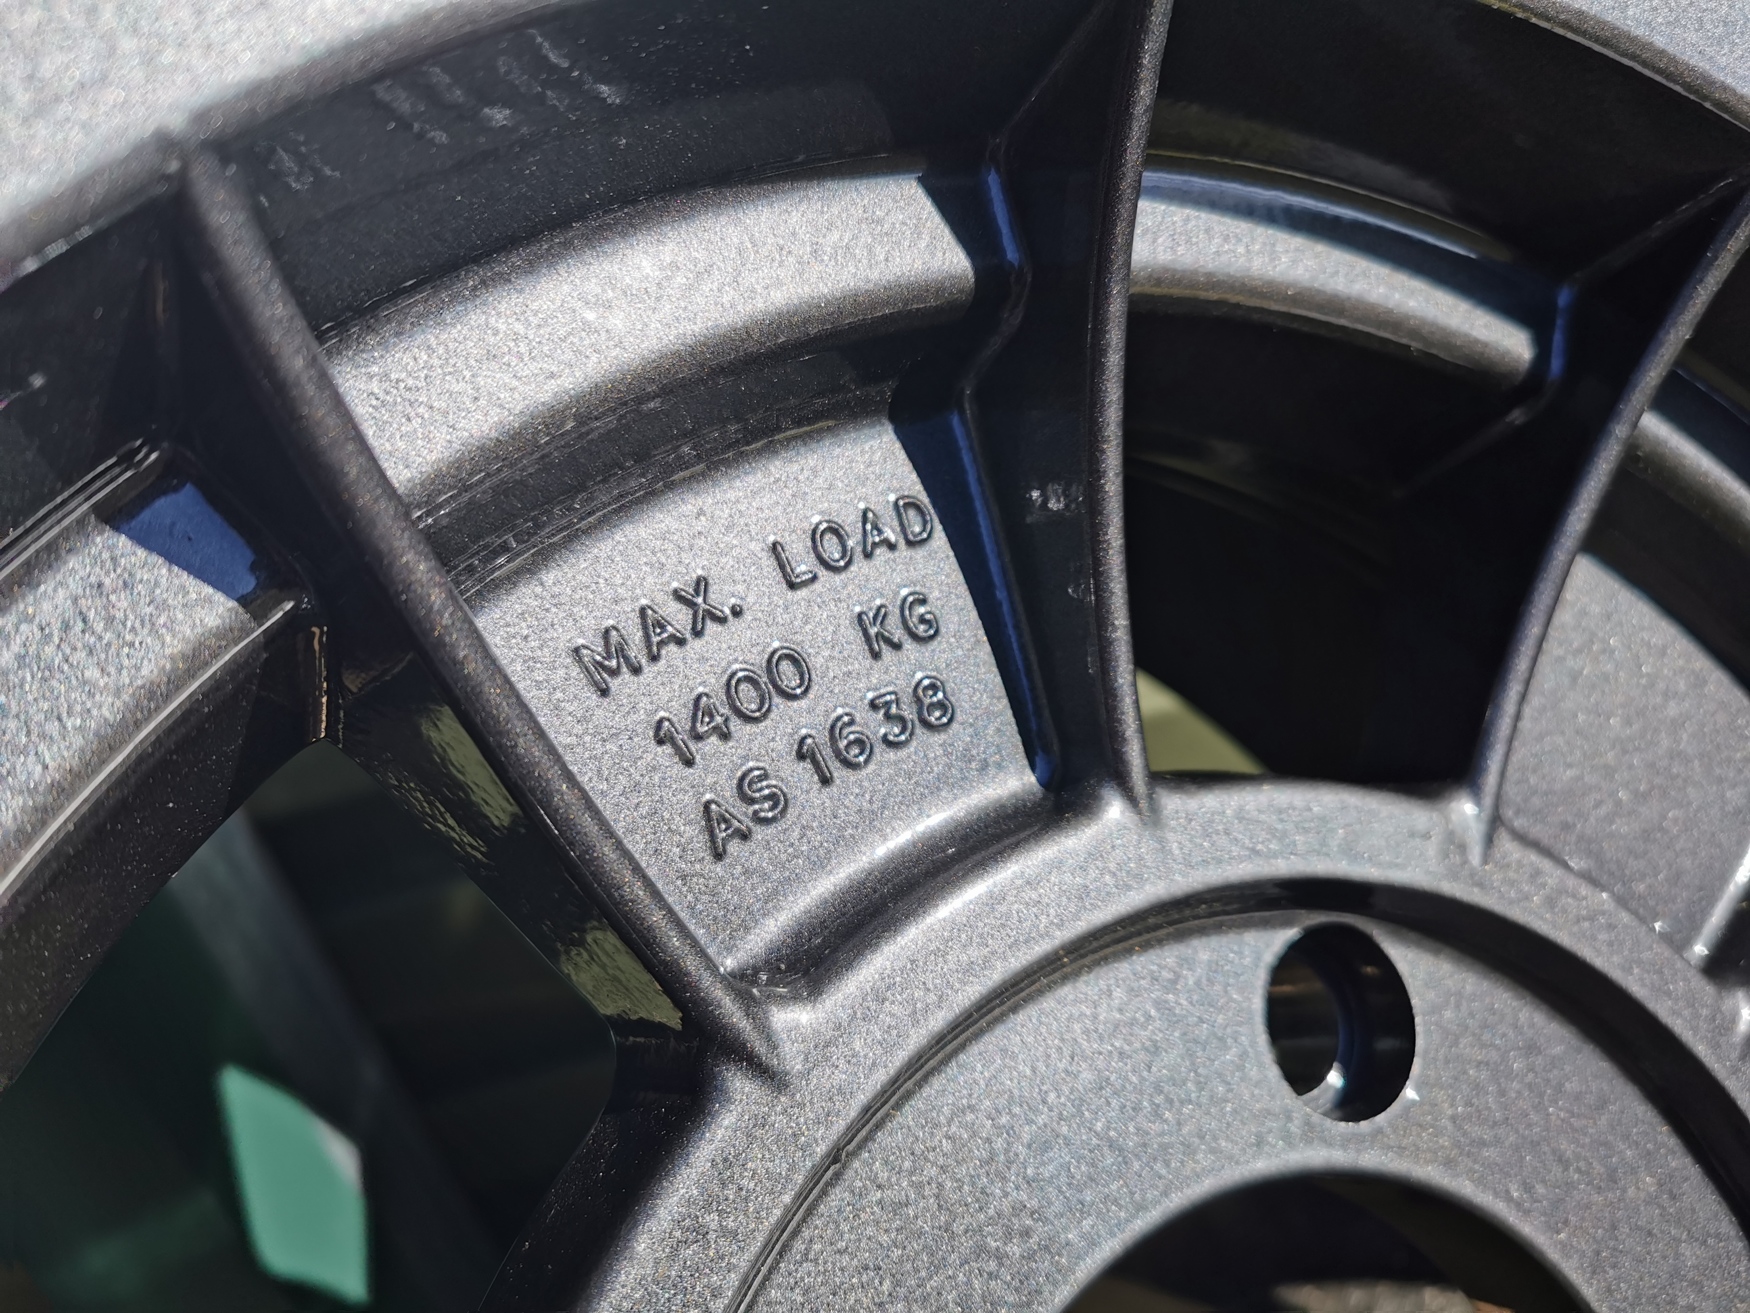 MAX. LOAD
1400 KG
AS 1638